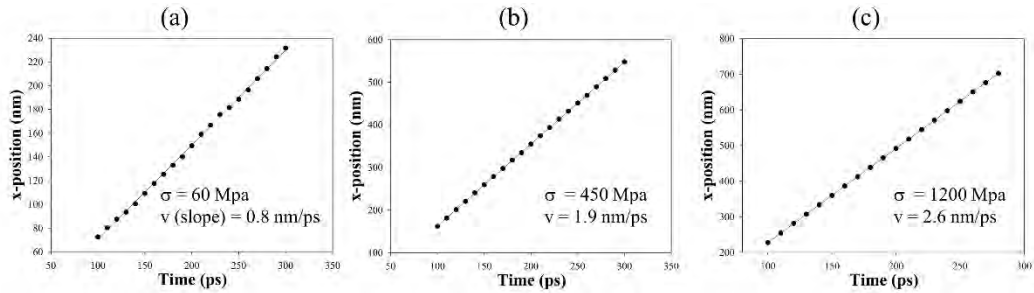 (a)
240
220
200
180
160
140
120
100
80
60
50
100
150
200
250
300
350
x-position (nm)
Time (ps)
σ = 60 Mpa
v (slope) = 0.8 nm/ps
(b)
600
500
400
300
200
100
50
100
150
200
250
300
350
x-position (nm)
Time (ps)
σ = 450 Mpa
v = 1.9 nm/ps
(c)
800
700
600
500
400
300
200
100
150
200
250
300
x-position (nm)
Time (ps)
σ = 1200 Mpa
v = 2.6 nm/ps